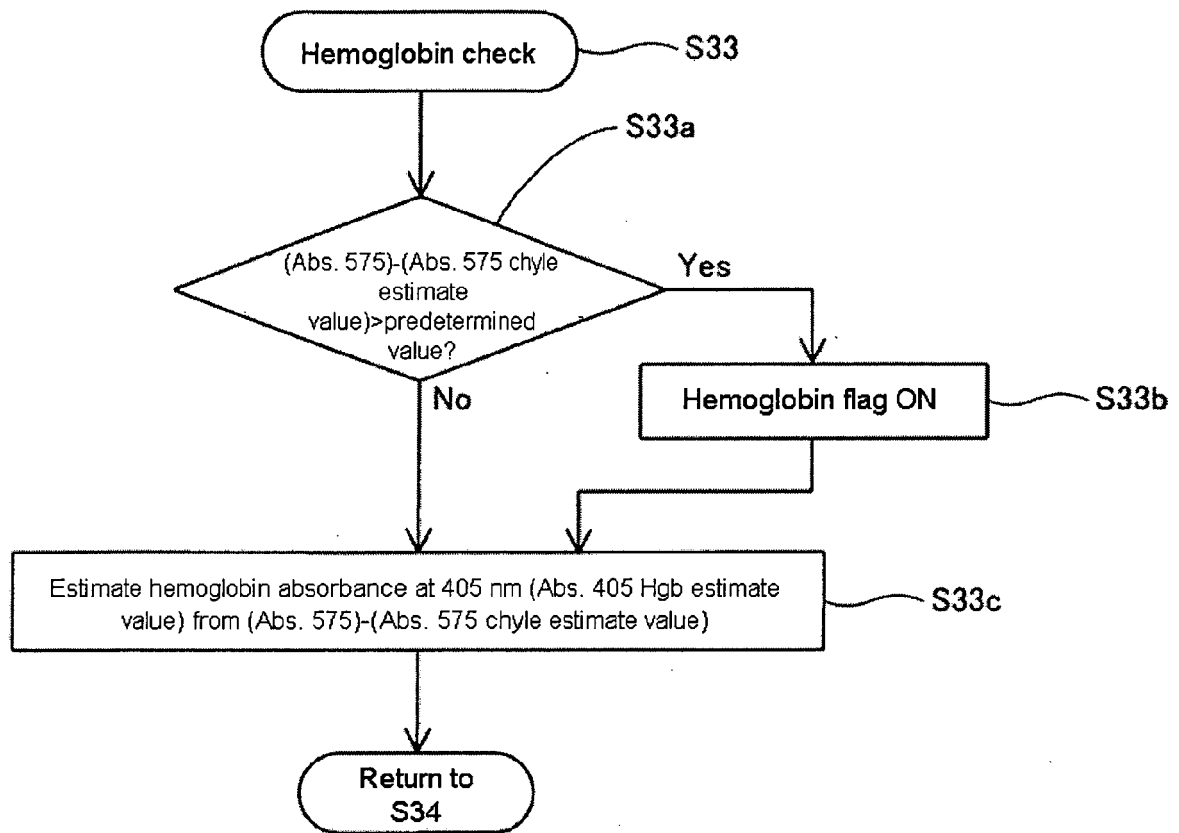 Hemoglobin check
S33
S33a
(Abs. 575)-(Abs. 575 chyle
estimate
value)>predetermined
value?
Yes
No
Hemoglobin flag ON
S33b
Estimate hemoglobin absorbance at 405 nm (Abs. 405 Hgb estimate
value) from (Abs. 575)-(Abs. 575 chyle estimate value)
S33c
Return to
S34